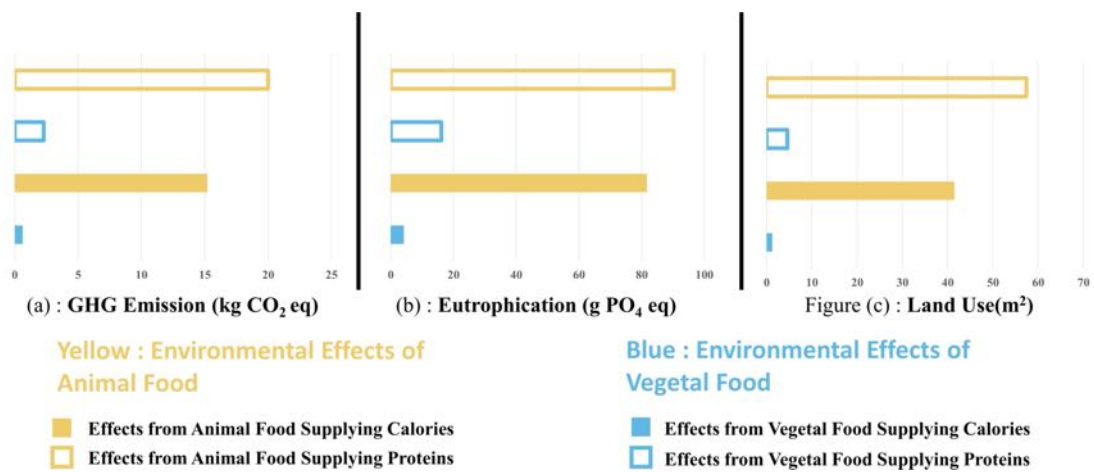 0 5 10 15 20 25
0 20 40 60 80 100
0 10 20 30 40 50 60 70
(a) : GHG Emission (kg CO₂ eq)
(b) : Eutrophication (g PO₄ eq)
Figure (c) : Land Use(m²)
Yellow : Environmental Effects of
Animal Food
Effects from Animal Food Supplying Calories
Effects from Animal Food Supplying Proteins
Blue : Environmental Effects of
Vegetal Food
Effects from Vegetal Food Supplying Calories
Effects from Vegetal Food Supplying Proteins